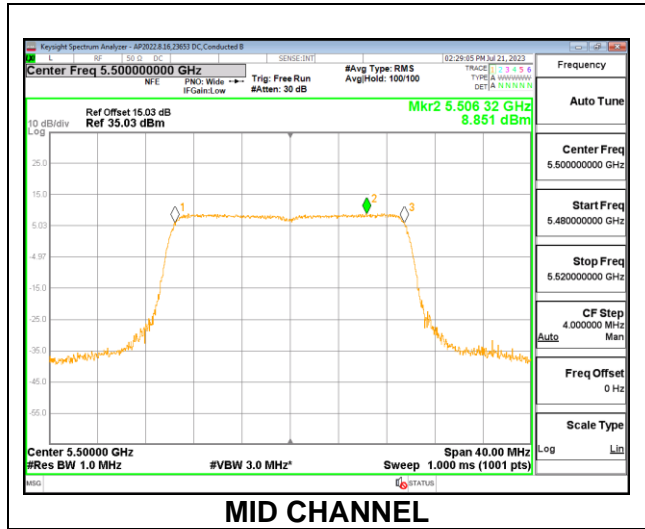 Keysight Spectrum Analyzer - AP2022.8.16,23653 DC,Conducted B
L RF 50 Ω DC SENSE:INT 02:29:05 PM Jul 21, 2023
Center Freq 5.500000000 GHz
NFE
PNO: Wide
IFGain:Low
Trig: Free Run
#Atten: 30 dB
#Avg Type: RMS
Avg|Hold: 100/100
TRACE 1 2 3 4 5 6
TYPE A WWWWW
DET A N N N N N
Frequency
Mkr2 5.506 32 GHz
8.851 dBm
Ref Offset 15.03 dB
10 dB/div Ref 35.03 dBm
Log
25.0
15.0
5.03
-4.97
-15.0
-25.0
-35.0
-45.0
-55.0
1
2
3
Center 5.50000 GHz
#Res BW 1.0 MHz
#VBW 3.0 MHz*
Span 40.00 MHz
Sweep 1.000 ms (1001 pts)
MSG
STATUS
Auto Tune
Center Freq
5.500000000 GHz
Start Freq
5.480000000 GHz
Stop Freq
5.520000000 GHz
CF Step
4.000000 MHz
Auto Man
Freq Offset
0 Hz
Scale Type
Log Lin
MID CHANNEL